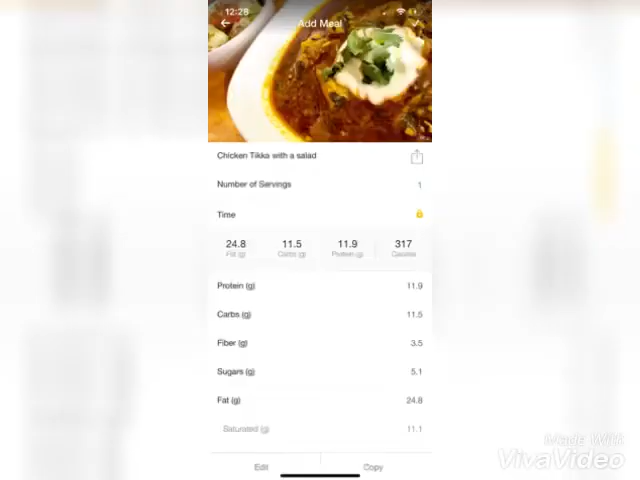 12:28
Add Meal
Chicken Tikka with a salad
Number of Servings 1
Time
24.8 11.5 11.9 317
Fat (g) Carbs (g) Protein (g) Calories
Protein (g) 11.9
Carbs (g) 11.5
Fiber (g) 3.5
Sugars (g) 5.1
Fat (g) 24.8
Saturated (g) 11.1
Edit Copy
Made With
VivaVideo